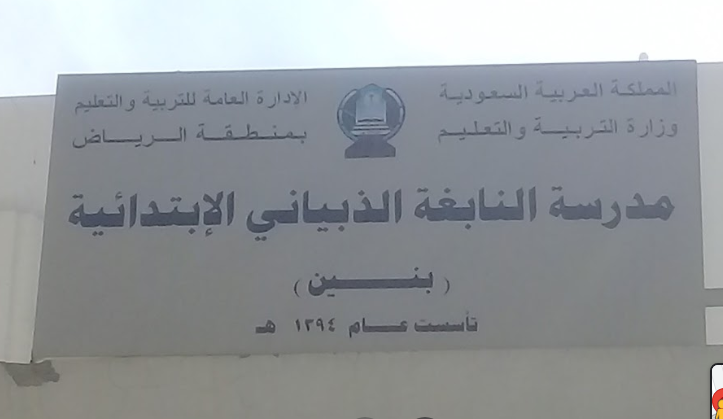 المملكة العربية السعودية
وزارة التربية والتعليم
الادارة العامة للتربية والتعليم
بمنطقة الرياض
مدرسة النابغة الذبياني الإبتدائية
( بنين )
تأسست عام ١٣٩٤ هـ